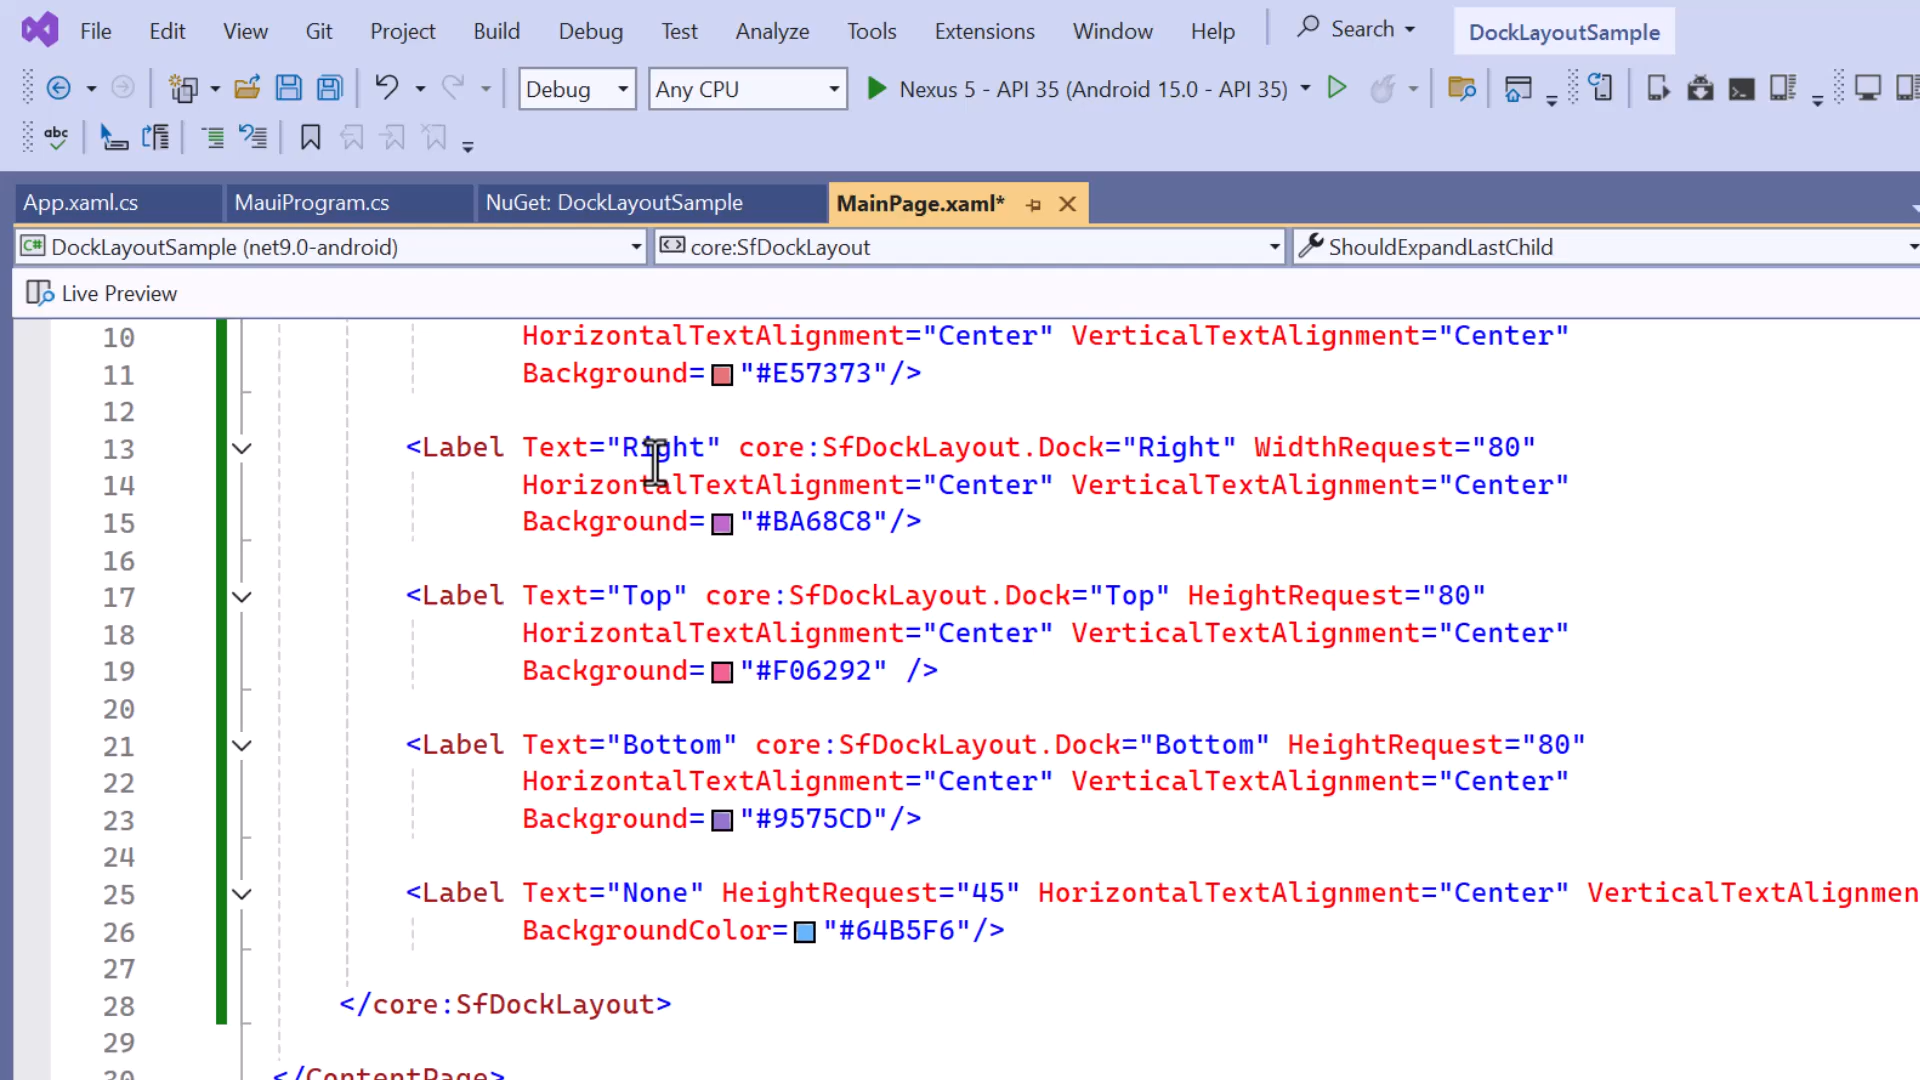 File Edit View Git Project Build Debug Test Analyze Tools Extensions Window Help Search DockLayoutSample
Debug Any CPU Nexus 5 - API 35 (Android 15.0 - API 35)
abc
App.xaml.cs MauiProgram.cs NuGet: DockLayoutSample MainPage.xaml*
C# DockLayoutSample (net9.0-android) core:SfDockLayout ShouldExpandLastChild
Live Preview
10 HorizontalTextAlignment="Center" VerticalTextAlignment="Center"
11 Background="#E57373"/>
12
13 <Label Text="Right" core:SfDockLayout.Dock="Right" WidthRequest="80"
14 HorizontalTextAlignment="Center" VerticalTextAlignment="Center"
15 Background="#BA68C8"/>
16
17 <Label Text="Top" core:SfDockLayout.Dock="Top" HeightRequest="80"
18 HorizontalTextAlignment="Center" VerticalTextAlignment="Center"
19 Background="#F06292" />
20
21 <Label Text="Bottom" core:SfDockLayout.Dock="Bottom" HeightRequest="80"
22 HorizontalTextAlignment="Center" VerticalTextAlignment="Center"
23 Background="#9575CD"/>
24
25 <Label Text="None" HeightRequest="45" HorizontalTextAlignment="Center" VerticalTextAlignmen
26 BackgroundColor="#64B5F6"/>
27
28 </core:SfDockLayout>
29
30 </ContentPage>